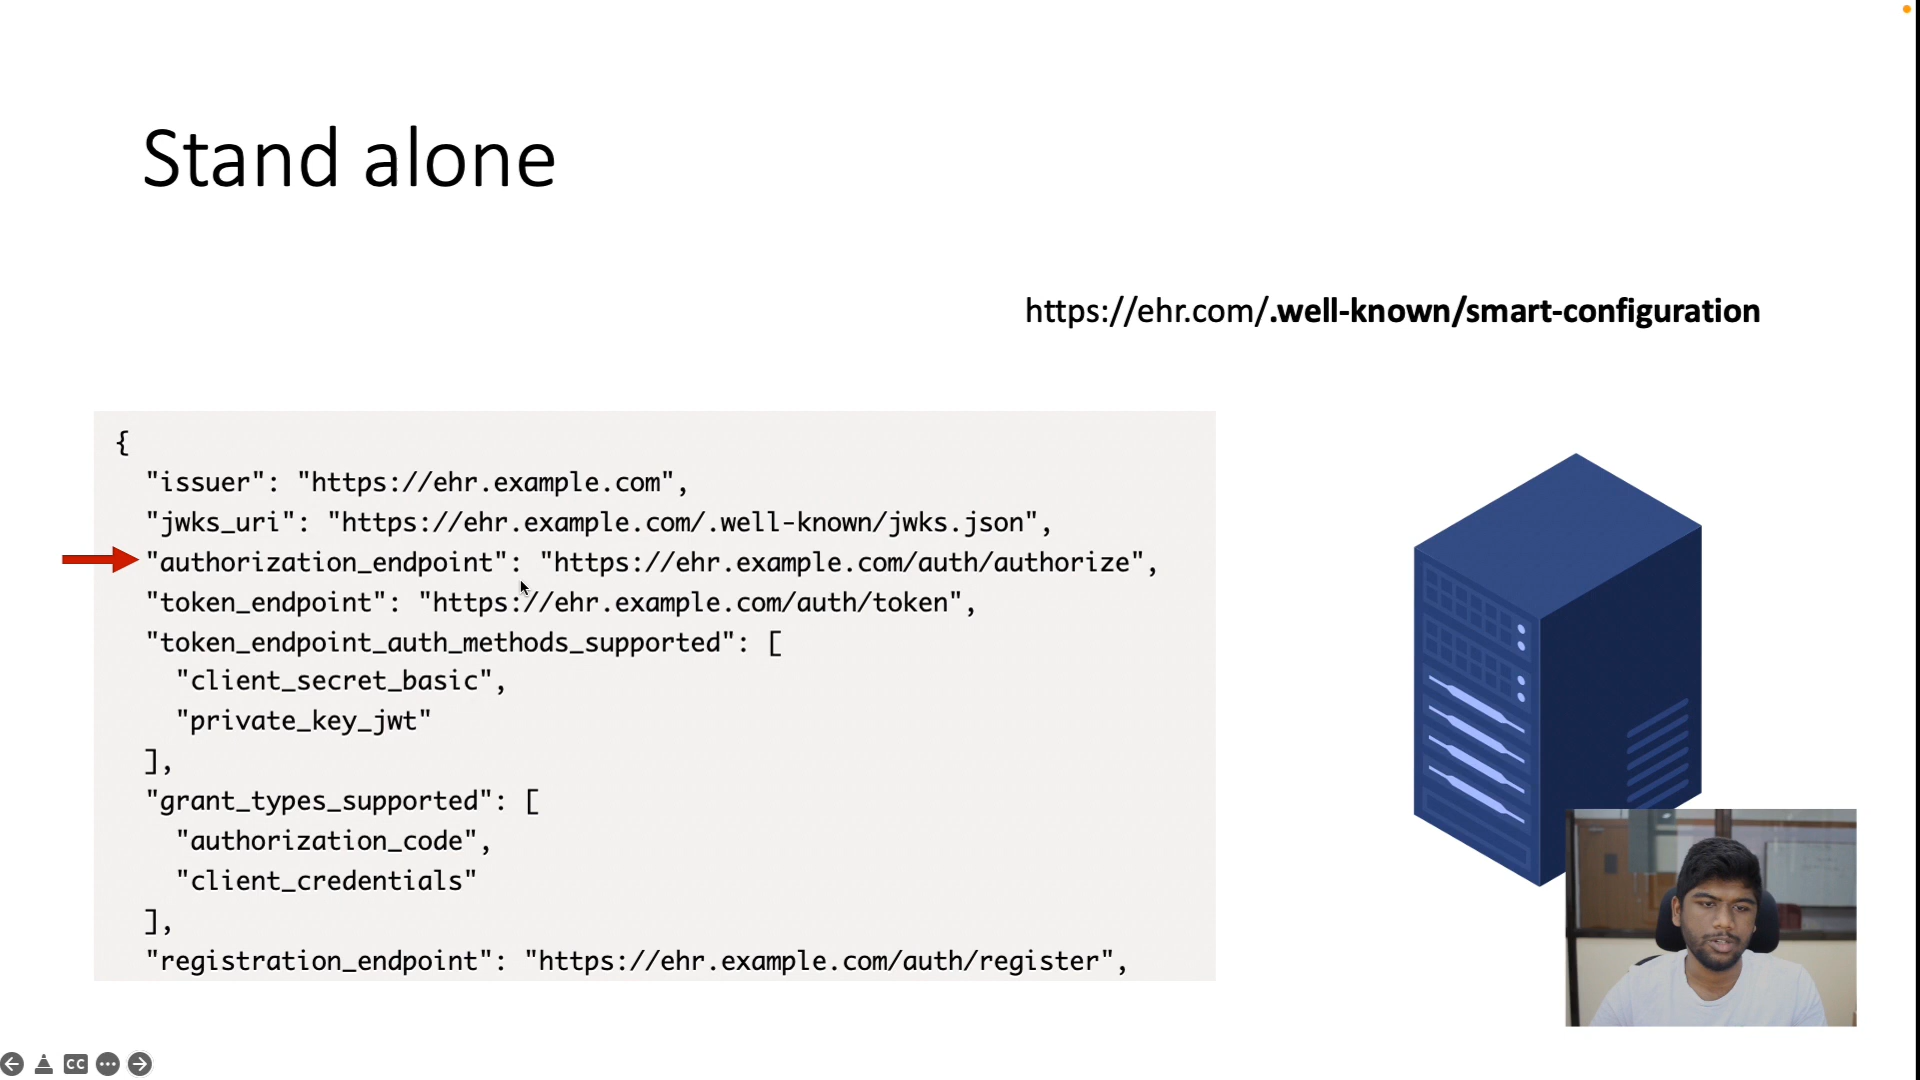 Stand alone
https://ehr.com/.well-known/smart-configuration
{
"issuer": "https://ehr.example.com",
"jwks_uri": "https://ehr.example.com/.well-known/jwks.json",
"authorization_endpoint": "https://ehr.example.com/auth/authorize",
"token_endpoint": "https://ehr.example.com/auth/token",
"token_endpoint_auth_methods_supported": [
"client_secret_basic",
"private_key_jwt"
],
"grant_types_supported": [
"authorization_code",
"client_credentials"
],
"registration_endpoint": "https://ehr.example.com/auth/register",
CC